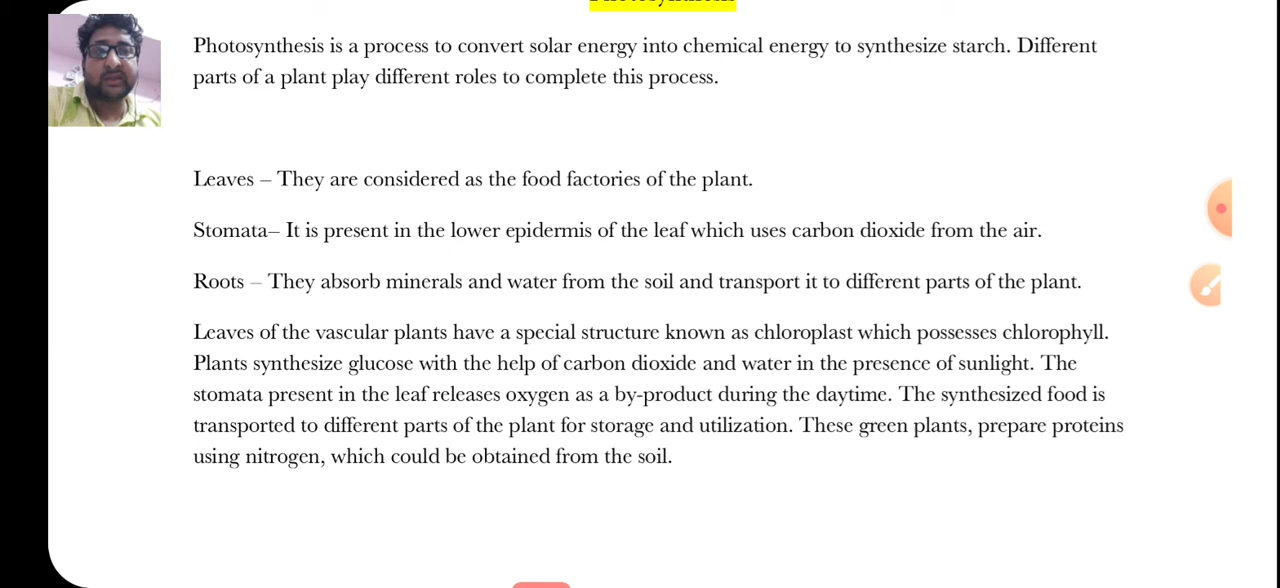 Photosynthesis
Photosynthesis is a process to convert solar energy into chemical energy to synthesize starch. Different
parts of a plant play different roles to complete this process.
Leaves – They are considered as the food factories of the plant.
Stomata– It is present in the lower epidermis of the leaf which uses carbon dioxide from the air.
Roots – They absorb minerals and water from the soil and transport it to different parts of the plant.
Leaves of the vascular plants have a special structure known as chloroplast which possesses chlorophyll.
Plants synthesize glucose with the help of carbon dioxide and water in the presence of sunlight. The
stomata present in the leaf releases oxygen as a by-product during the daytime. The synthesized food is
transported to different parts of the plant for storage and utilization. These green plants, prepare proteins
using nitrogen, which could be obtained from the soil.